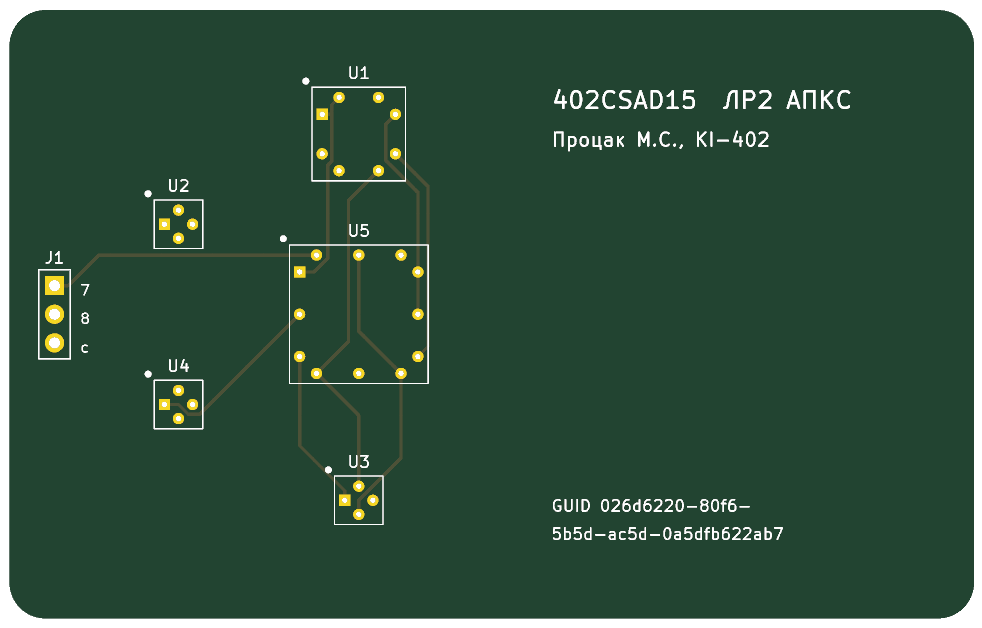 U1
402CSAD15 ЛР2 АПКС
Процак М.С., КІ-402
U2
U5
J1
7
8
c
U4
U3
GUID 026d6220-80f6-
5b5d-ac5d-0a5dfb622ab7